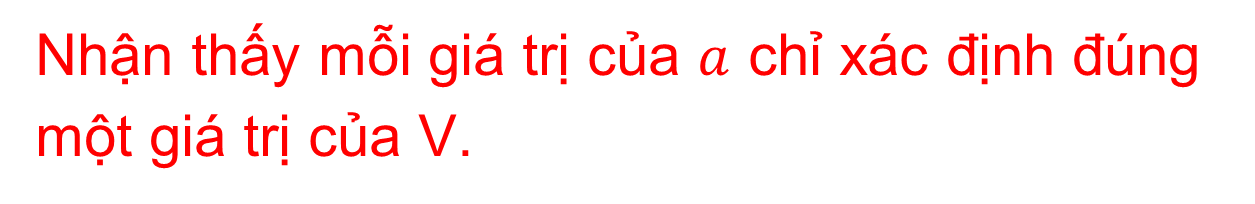 Nhận thấy mỗi giá trị của 𝑎 chỉ xác định đúng
một giá trị của V.